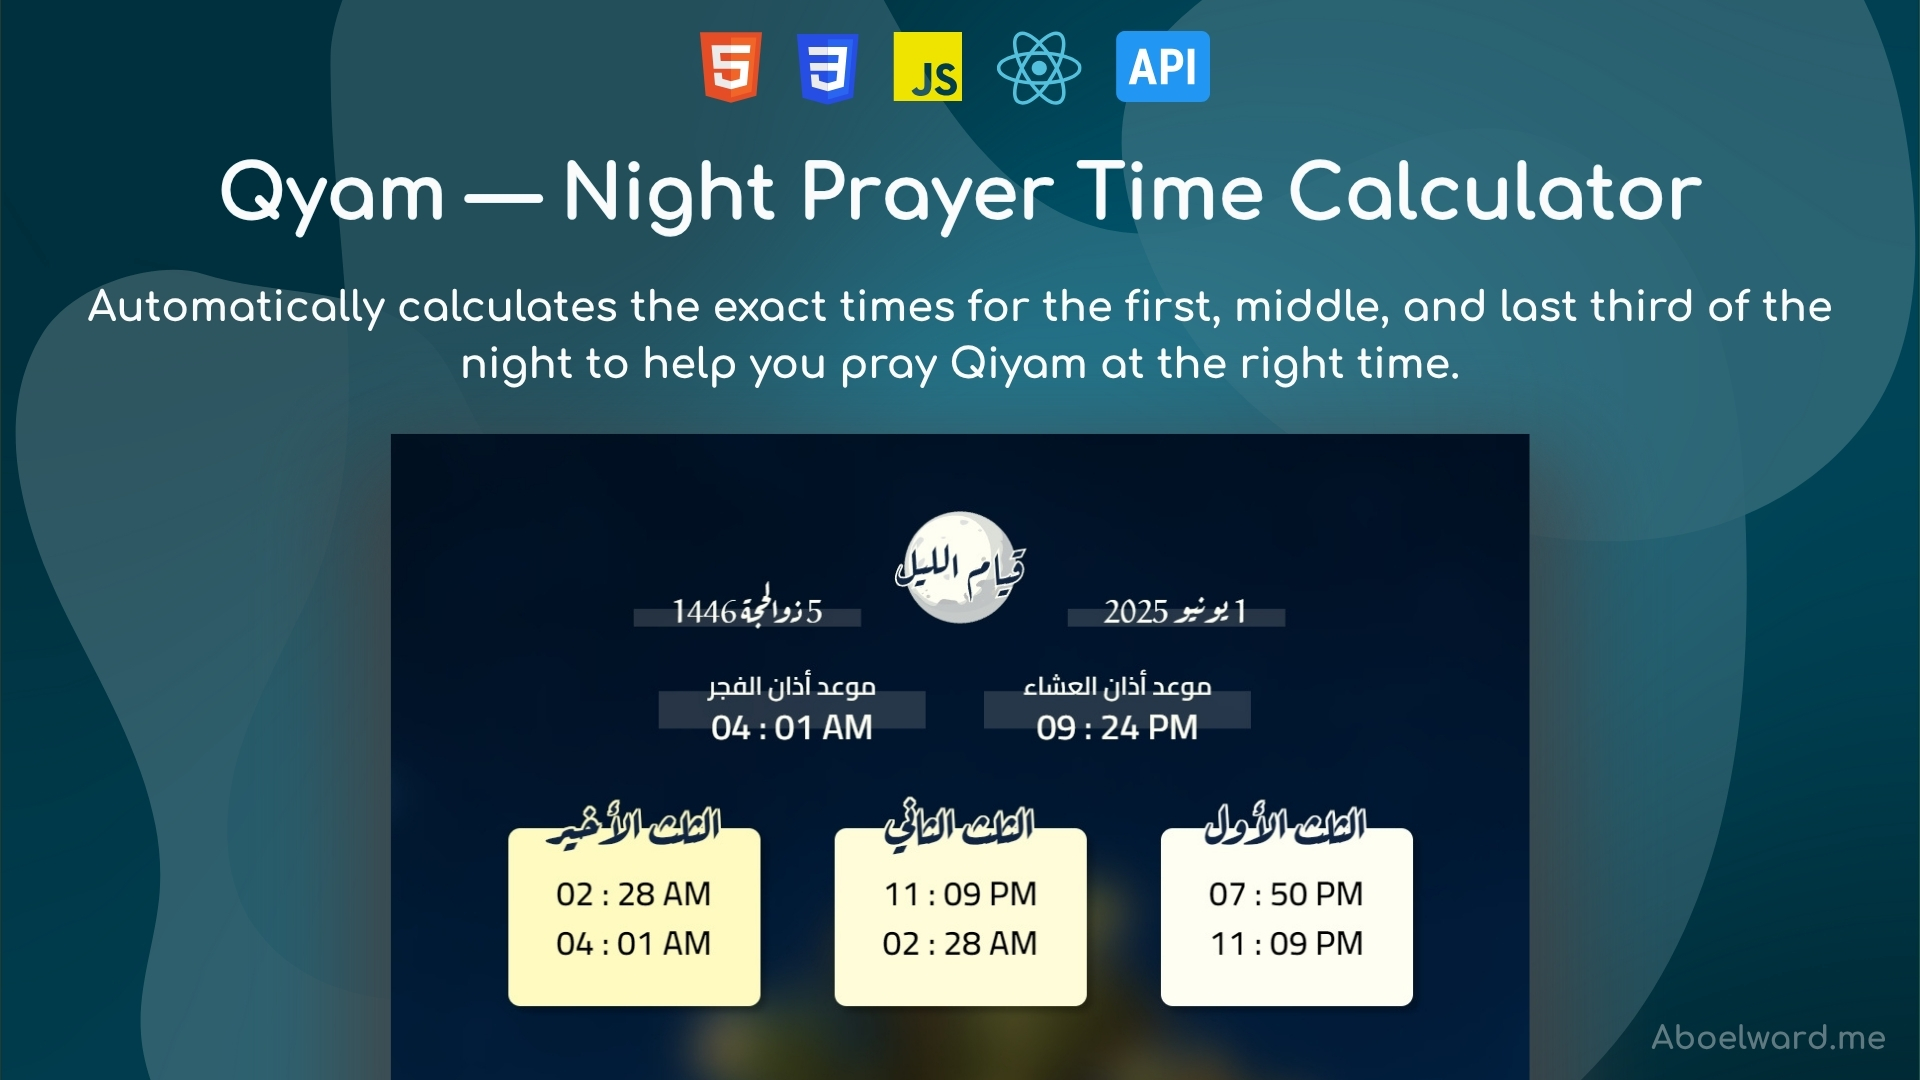 5 3 JS API
Qyam — Night Prayer Time Calculator
Automatically calculates the exact times for the first, middle, and last third of the
night to help you pray Qiyam at the right time.
قيام الليل
1 يونيو 2025
5 ذوالحجة 1446
موعد أذان العشاء
09 : 24 PM
موعد أذان الفجر
04 : 01 AM
الثلث الأول
07 : 50 PM
11 : 09 PM
الثلث الثاني
11 : 09 PM
02 : 28 AM
الثلث الأخير
02 : 28 AM
04 : 01 AM
Aboelward.me